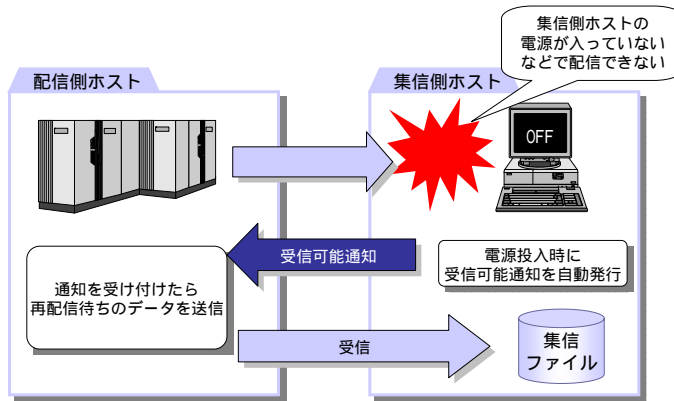 集信側ホストの
電源が入っていない
などで配信できない
配信側ホスト
集信側ホスト
OFF
受信可能通知
電源投入時に
受信可能通知を自動発行
通知を受け付けたら
再配信待ちのデータを送信
受信
集信
ファイル